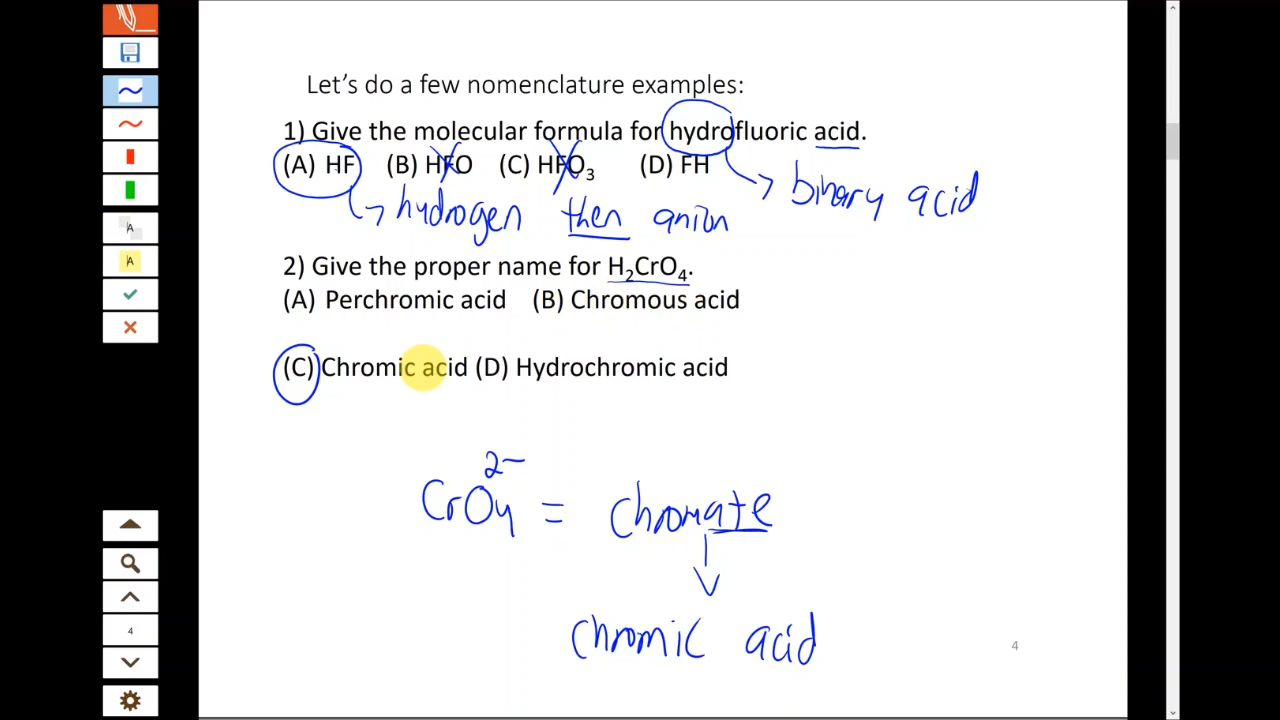 Let's do a few nomenclature examples:
1) Give the molecular formula for hydrofluoric acid.
(A) HF (B) HFO (C) HFO₃ (D) FH
binary acid
hydrogen then anion
2) Give the proper name for H₂CrO₄.
(A) Perchromic acid (B) Chromous acid
(C) Chromic acid (D) Hydrochromic acid
CrO₄²⁻ = chromate
chromic acid
4
A
A
4